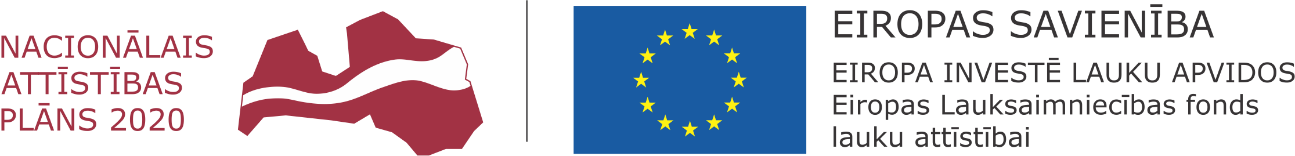 NACIONĀLAIS
ATTĪSTĪBAS
PLĀNS 2020
EIROPAS SAVIENĪBA
EIROPA INVESTĒ LAUKU APVIDOS
Eiropas Lauksaimniecības fonds
lauku attīstībai